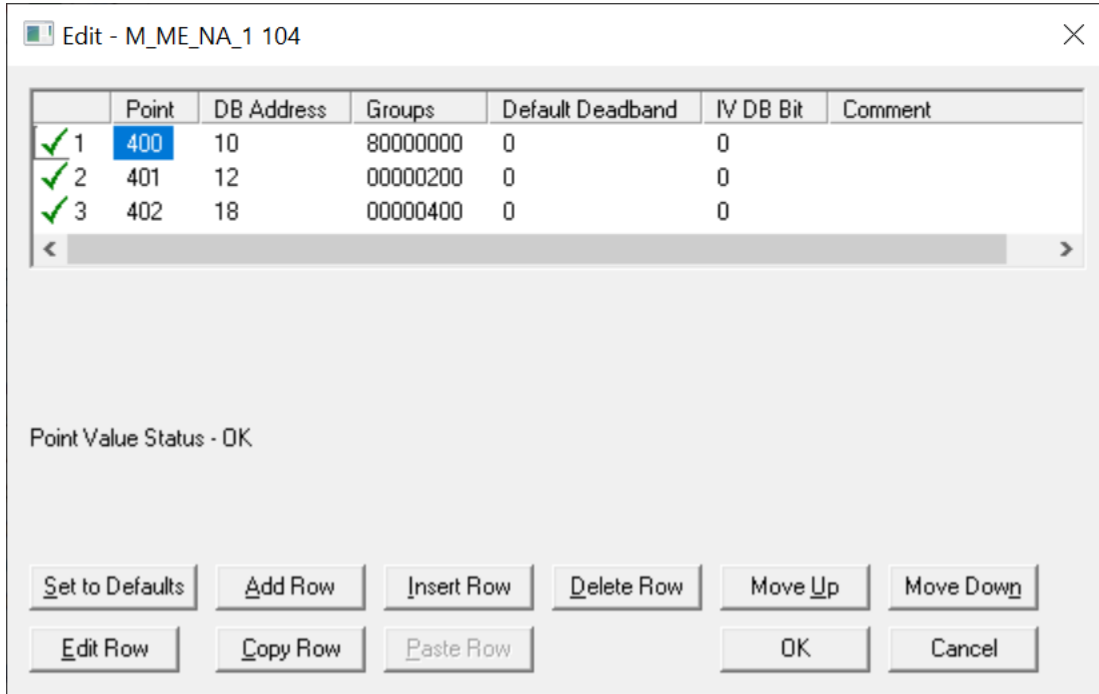 Edit - M_ME_NA_1 104
Point DB Address Groups Default Deadband IV DB Bit Comment
1 400 10 80000000 0 0
2 401 12 00000200 0 0
3 402 18 00000400 0 0
Point Value Status - OK
Set to Defaults Add Row Insert Row Delete Row Move Up Move Down
Edit Row Copy Row Paste Row OK Cancel